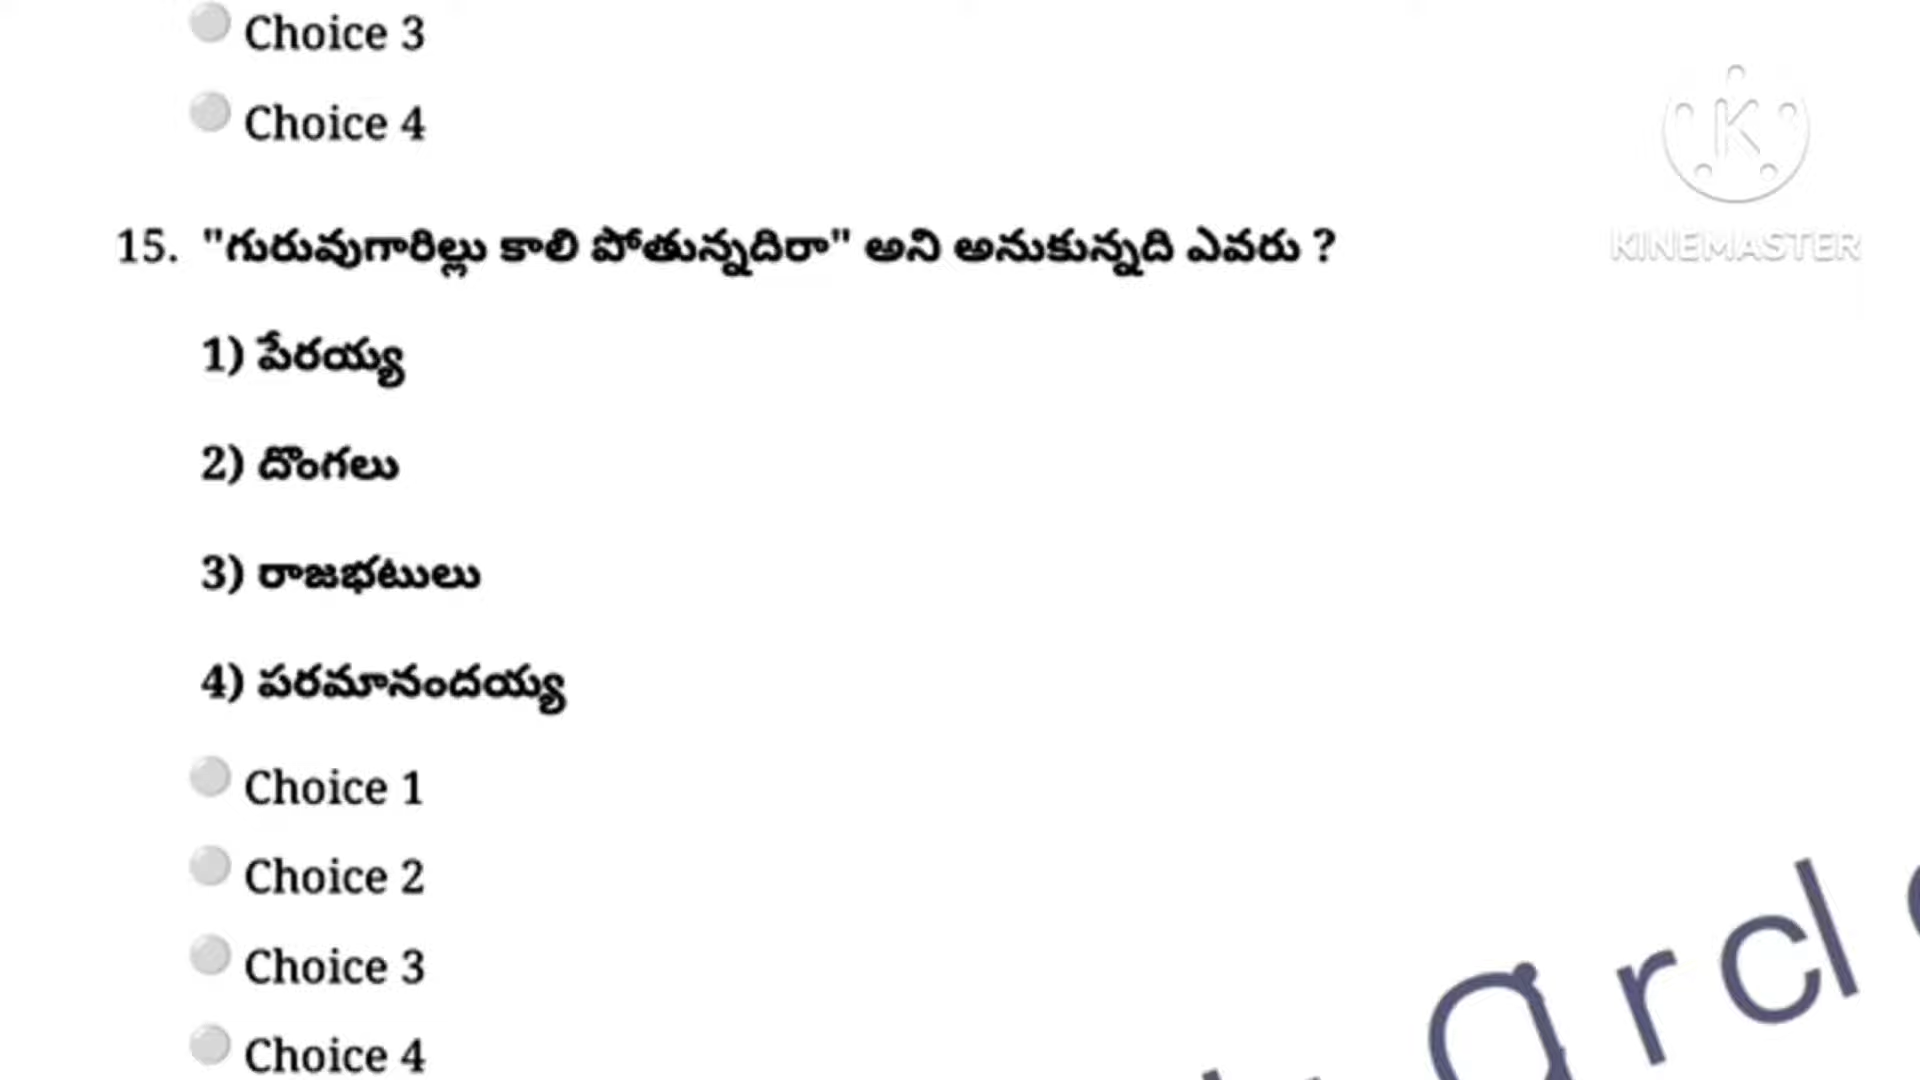 Choice 3
Choice 4
15. "గురువుగారిల్లు కాలి పోతున్నదిరా" అని అనుకున్నది ఎవరు ?
1) పేరయ్య
2) దొంగలు
3) రాజభటులు
4) పరమానందయ్య
Choice 1
Choice 2
Choice 3
Choice 4
K
KINEMASTER